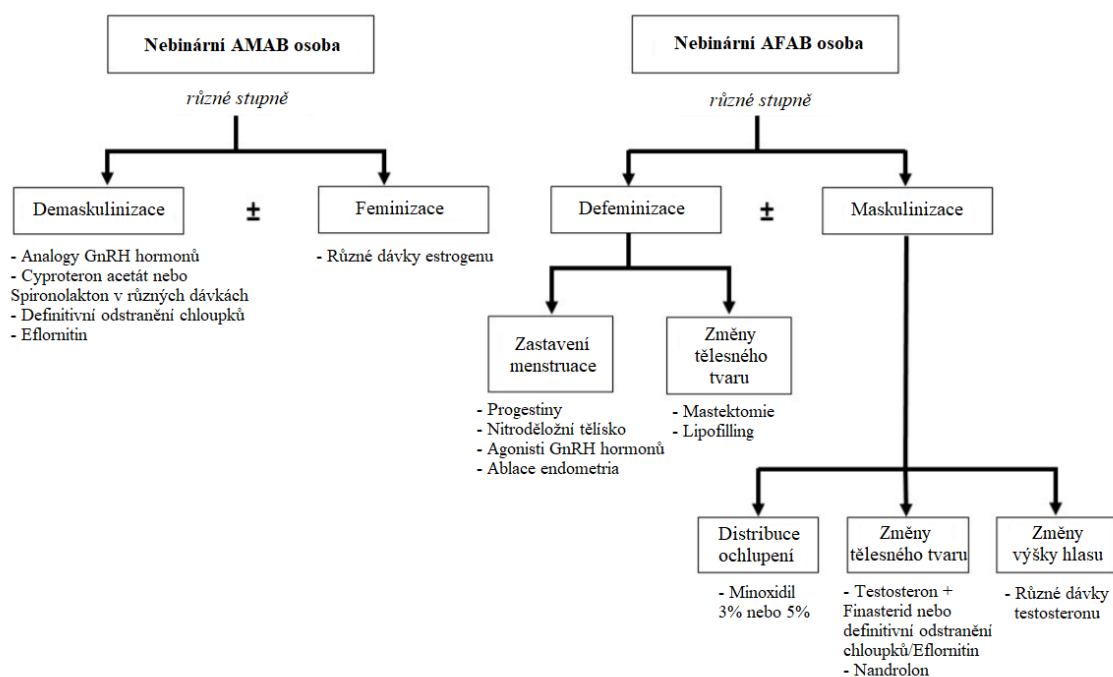 Nebinární AMAB osoba
různé stupně
Demaskulinizace
±
Feminizace
- Analogy GnRH hormonů
- Cyproteron acetát nebo
Spironolakton v různých dávkách
- Definitivní odstranění chloupků
- Eflornitin
- Různé dávky estrogenu
Nebinární AFAB osoba
různé stupně
Defeminizace
±
Maskulinizace
Zastavení
menstruace
- Progestiny
- Nitroděložní tělísko
- Agonisti GnRH hormonů
- Ablace endometria
Změny
tělesného
tvaru
- Mastektomie
- Lipofilling
Distribuce
ochlupení
- Minoxidil
3% nebo 5%
Změny
tělesného tvaru
- Testosteron +
Finasterid nebo
definitivní odstranění
chloupků/Eflornitin
- Nandrolon
Změny
výšky hlasu
- Různé dávky
testosteronu